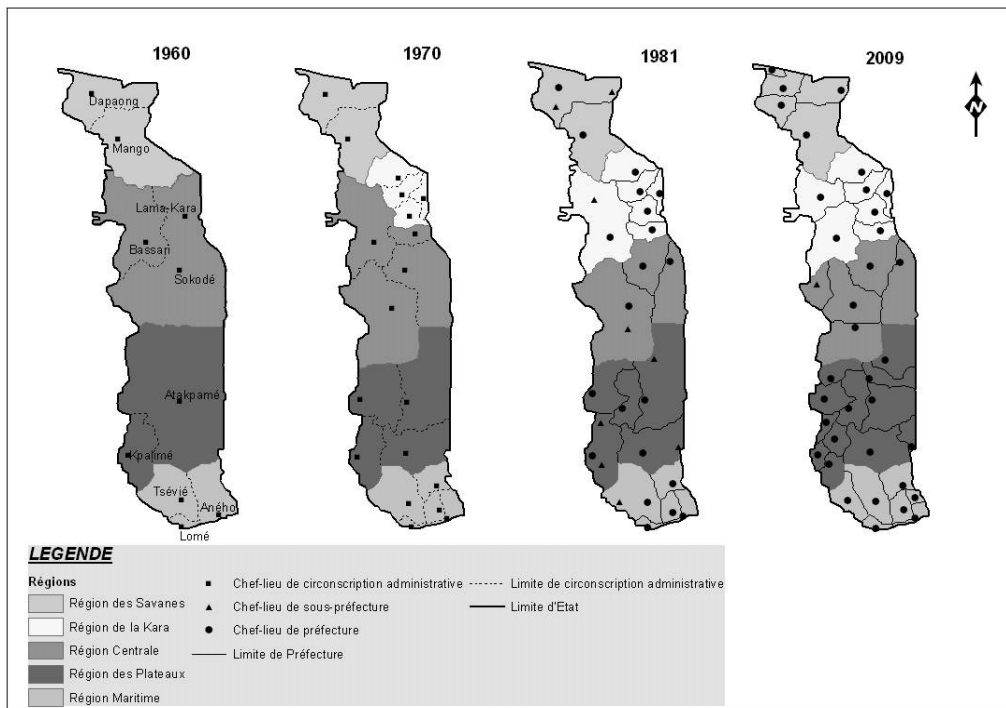 1960
1970
1981
2009
N
Dapaong
Mango
Lama-Kara
Bassari
Sokodé
Atakpamé
Kpalimé
Tsévié
Aného
Lomé
LEGENDE
Régions
Région des Savanes
Région de la Kara
Région Centrale
Région des Plateaux
Région Maritime
Chef-lieu de circonscription administrative
Chef-lieu de sous-préfecture
Chef-lieu de préfecture
Limite de Préfecture
Limite de circonscription administrative
Limite d'Etat